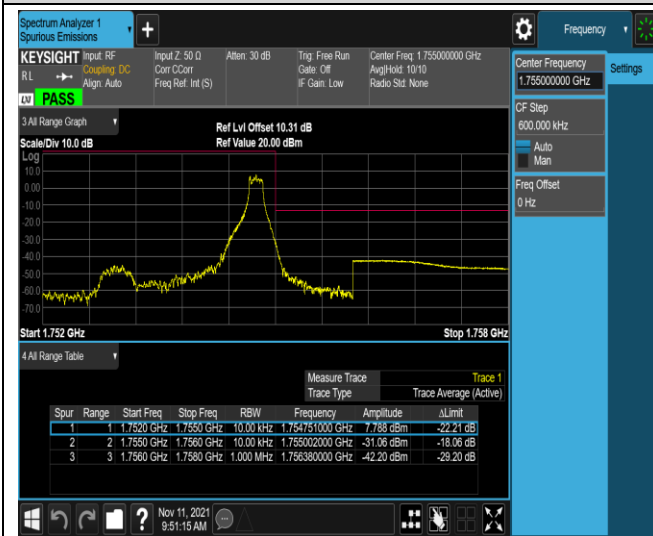 Spectrum Analyzer 1
Spurious Emissions
+
Frequency
KEYSIGHT
Input: RF
Input Z: 50 Ω
Atten: 30 dB
Trig: Free Run
Center Freq: 1.755000000 GHz
RL
Coupling: DC
Corr CCorr
Gate: Off
Avg|Hold: 10/10
Align: Auto
Freq Ref: Int (S)
IF Gain: Low
Radio Std: None
LXI
PASS
Center Frequency
1.755000000 GHz
Settings
CF Step
600.000 kHz
Auto
Man
Freq Offset
0 Hz
3 All Range Graph
Ref Lvl Offset 10.31 dB
Scale/Div 10.0 dB
Ref Value 20.00 dBm
Log
10.0
0.00
-10.0
-20.0
-30.0
-40.0
-50.0
-60.0
-70.0
Start 1.752 GHz
Stop 1.758 GHz
4 All Range Table
Measure Trace Trace 1
Trace Type Trace Average (Active)
Spur Range Start Freq Stop Freq RBW Frequency Amplitude ΔLimit
1 1 1.7520 GHz 1.7550 GHz 10.00 kHz 1.754751000 GHz 7.788 dBm -22.21 dB
2 2 1.7550 GHz 1.7560 GHz 10.00 kHz 1.755002000 GHz -31.06 dBm -18.06 dB
3 3 1.7560 GHz 1.7580 GHz 1.000 MHz 1.756380000 GHz -42.20 dBm -29.20 dB
?
Nov 11, 2021
9:51:15 AM